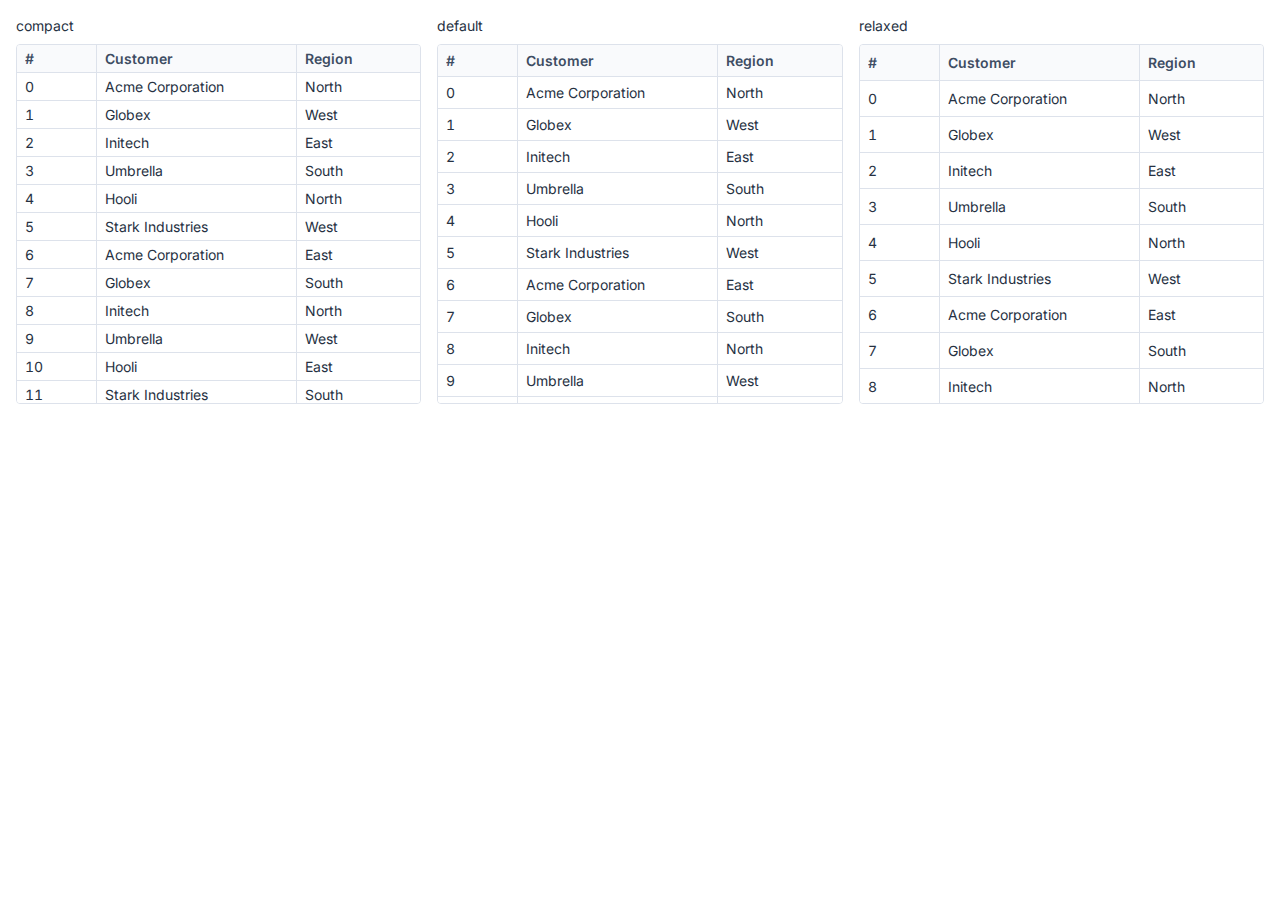 compact
# Customer Region
0 Acme Corporation North
1 Globex West
2 Initech East
3 Umbrella South
4 Hooli North
5 Stark Industries West
6 Acme Corporation East
7 Globex South
8 Initech North
9 Umbrella West
10 Hooli East
11 Stark Industries South
default
# Customer Region
0 Acme Corporation North
1 Globex West
2 Initech East
3 Umbrella South
4 Hooli North
5 Stark Industries West
6 Acme Corporation East
7 Globex South
8 Initech North
9 Umbrella West
relaxed
# Customer Region
0 Acme Corporation North
1 Globex West
2 Initech East
3 Umbrella South
4 Hooli North
5 Stark Industries West
6 Acme Corporation East
7 Globex South
8 Initech North